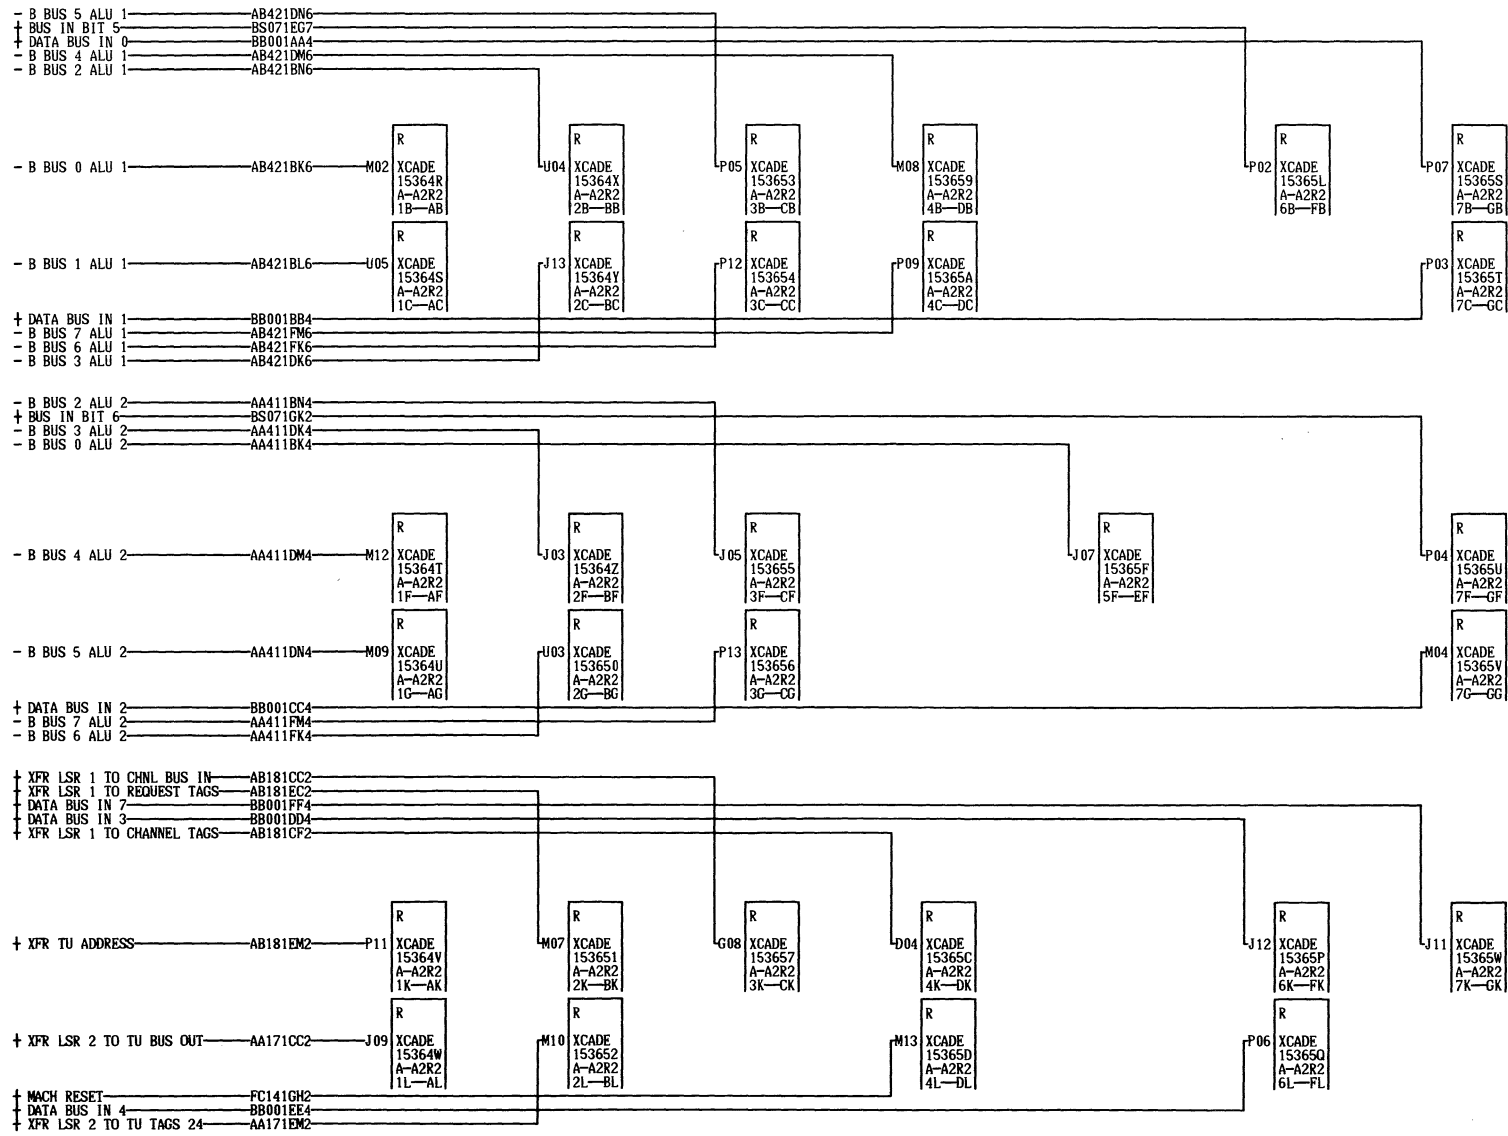 - B BUS 5 ALU 1 AB421DN6
+ BUS IN BIT 5 BS071EG7
+ DATA BUS IN 0 BB001AA4
- B BUS 4 ALU 1 AB421DM6
- B BUS 2 ALU 1 AB421BN6
R R R R R R
- B BUS 0 ALU 1 AB421BK6 M02 XCADE U04 XCADE P05 XCADE M08 XCADE P02 XCADE P07 XCADE
15364R 15364X 153653 153659 15365L 15365S
A-A2R2 A-A2R2 A-A2R2 A-A2R2 A-A2R2 A-A2R2
1B-AB 2B-BB 3B-CB 4B-DB 6B-FB 7B-GB
R R R R R
- B BUS 1 ALU 1 AB421BL6 U05 XCADE J13 XCADE P12 XCADE P09 XCADE P03 XCADE
15364S 15364Y 153654 15365A 15365T
A-A2R2 A-A2R2 A-A2R2 A-A2R2 A-A2R2
1C-AC 2C-BC 3C-CC 4C-DC 7C-GC
+ DATA BUS IN 1 BB001BB4
- B BUS 7 ALU 1 AB421FM6
- B BUS 6 ALU 1 AB421FK6
- B BUS 3 ALU 1 AB421DK6
- B BUS 2 ALU 2 AA411BN4
+ BUS IN BIT 6 BS071GK2
- B BUS 3 ALU 2 AA411DK4
- B BUS 0 ALU 2 AA411BK4
R R R R R
- B BUS 4 ALU 2 AA411DM4 M12 XCADE J03 XCADE J05 XCADE J07 XCADE P04 XCADE
15364T 15364Z 153655 15365F 15365U
A-A2R2 A-A2R2 A-A2R2 A-A2R2 A-A2R2
1F-AF 2F-BF 3F-CF 5F-EF 7F-GF
R R R R
- B BUS 5 ALU 2 AA411DN4 M09 XCADE U03 XCADE P13 XCADE M04 XCADE
15364U 153650 153656 15365V
A-A2R2 A-A2R2 A-A2R2 A-A2R2
1G-AG 2G-BG 3G-CG 7G-GG
+ DATA BUS IN 2 BB001CC4
- B BUS 7 ALU 2 AA411FM4
- B BUS 6 ALU 2 AA411FK4
+ XFR LSR 1 TO CHNL BUS IN AB181CC2
+ XFR LSR 1 TO REQUEST TAGS AB181EC2
+ DATA BUS IN 7 BB001FF4
+ DATA BUS IN 3 BB001DD4
+ XFR LSR 1 TO CHANNEL TAGS AB181CF2
R R R R R R
+ XFR TU ADDRESS AB181EM2 P11 XCADE M07 XCADE G08 XCADE D04 XCADE J12 XCADE J11 XCADE
15364V 153651 153657 15365C 15365P 15365W
A-A2R2 A-A2R2 A-A2R2 A-A2R2 A-A2R2 A-A2R2
1K-AK 2K-BK 3K-CK 4K-DK 6K-FK 7K-GK
R R R R
+ XFR LSR 2 TO TU BUS OUT AA171CC2 J09 XCADE M10 XCADE M13 XCADE P06 XCADE
15364W 153652 15365D 15365Q
A-A2R2 A-A2R2 A-A2R2 A-A2R2
1L-AL 2L-BL 4L-DL 6L-FL
+ MACH RESET FC141GH2
+ DATA BUS IN 4 BB001EE4
+ XFR LSR 2 TO TU TAGS 24 AA171EM2